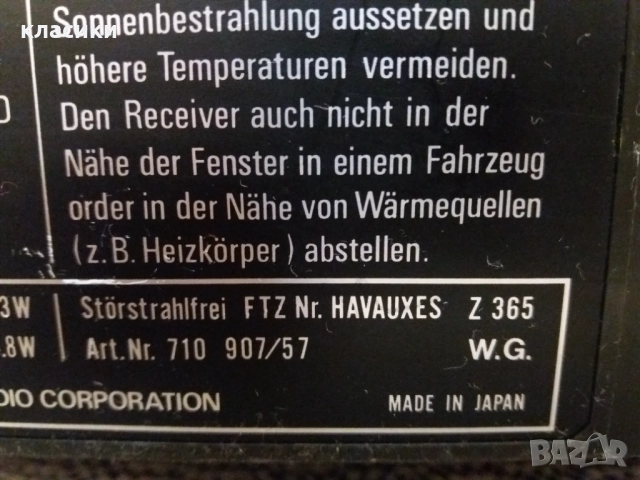 класики
Sonnenbestrahlung aussetzen und
höhere Temperaturen vermeiden.
Den Receiver auch nicht in der
Nähe der Fenster in einem Fahrzeug
order in der Nähe von Wärmequellen
(z.B. Heizkörper) abstellen.
3W Störstrahlfrei FTZ Nr. HAVAUXES Z 365
.8W Art.Nr. 710 907/57 W.G.
DIO CORPORATION MADE IN JAPAN
BAZAR